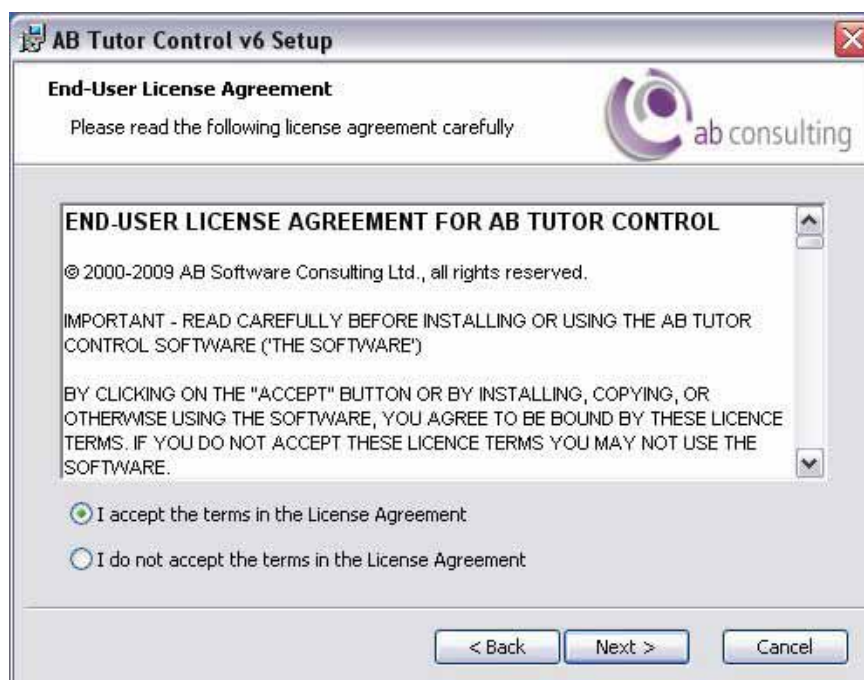 AB Tutor Control v6 Setup
End-User License Agreement
Please read the following license agreement carefully
ab consulting
END-USER LICENSE AGREEMENT FOR AB TUTOR CONTROL
© 2000-2009 AB Software Consulting Ltd., all rights reserved.
IMPORTANT - READ CAREFULLY BEFORE INSTALLING OR USING THE AB TUTOR
CONTROL SOFTWARE ('THE SOFTWARE')
BY CLICKING ON THE "ACCEPT" BUTTON OR BY INSTALLING, COPYING, OR
OTHERWISE USING THE SOFTWARE, YOU AGREE TO BE BOUND BY THESE LICENCE
TERMS. IF YOU DO NOT ACCEPT THESE LICENCE TERMS YOU MAY NOT USE THE
SOFTWARE.
I accept the terms in the License Agreement
I do not accept the terms in the License Agreement
< Back Next > Cancel